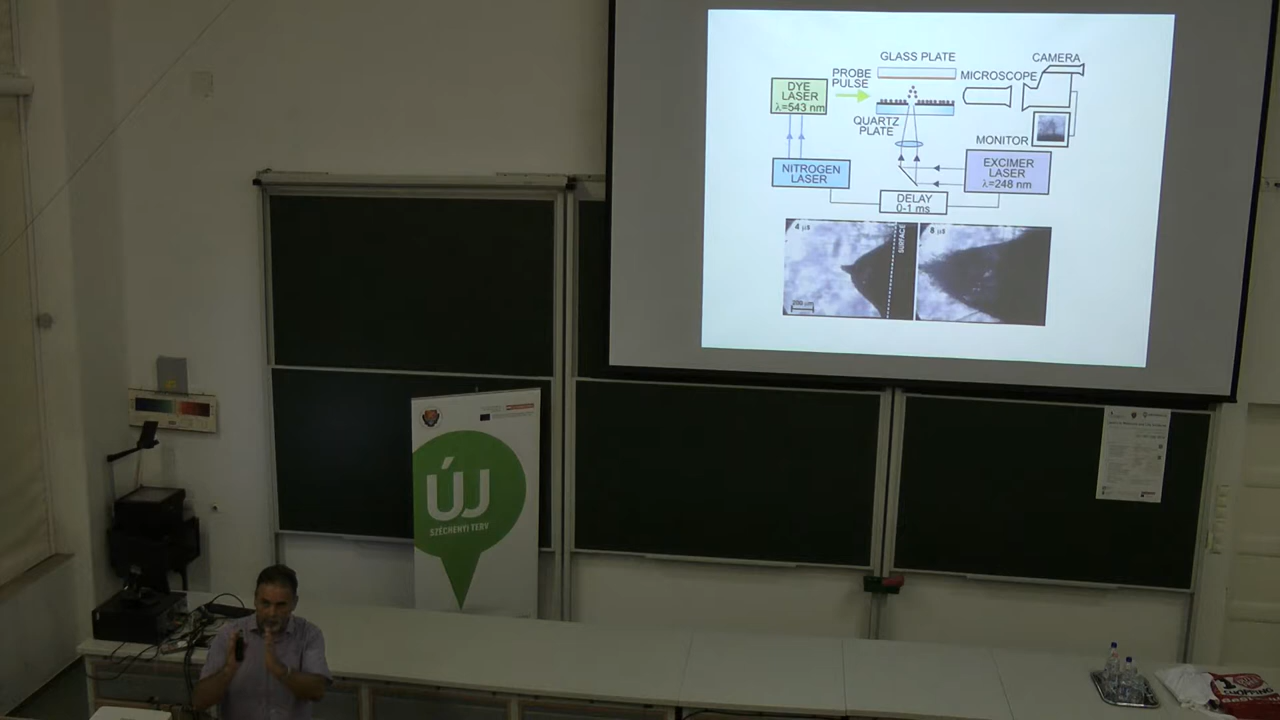 GLASS PLATE
CAMERA
PROBE
PULSE
MICROSCOPE
DYE
LASER
λ=543 nm
QUARTZ
PLATE
MONITOR
NITROGEN
LASER
EXCIMER
LASER
λ=248 nm
DELAY
0-1 ms
4 µs
SURFACE
8 µs
ÚJ
SZÉCHENYI TERV
I
SHOPPING